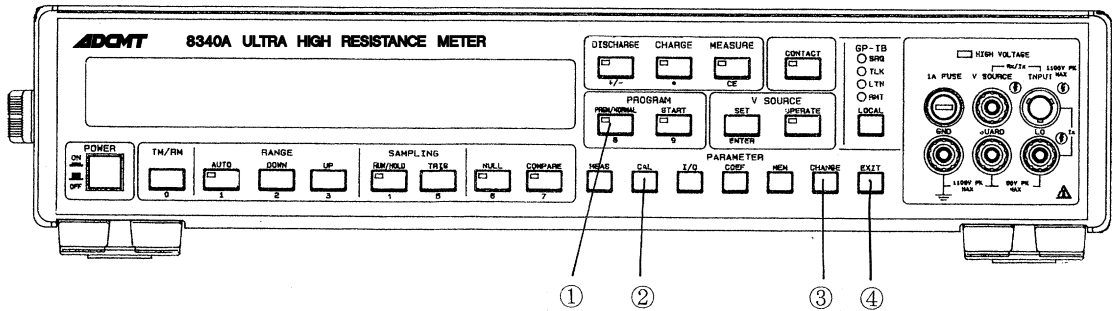 ADCMT 8340A ULTRA HIGH RESISTANCE METER
DISCHARGE CHARGE MEASURE
+/- • CE
CONTACT
GP-IB
SRQ
TLK
LTN
RMT
LOCAL
HIGH VOLTAGE
Rx/Ix
1100V PK
MAX
1A FUSE V SOURCE INPUT
GND GUARD LO
Ix
1100V PK
MAX
50V PK
MAX
PROGRAM
PRGM/NORMAL START
8 9
V SOURCE
SET OPERATE
ENTER
POWER
ON
OFF
TM/RM
0
RANGE
AUTO DOWN UP
1 2 3
SAMPLING
RUN/HOLD TRIG
5
NULL COMPARE
6 7
PARAMETER
MEAS CAL I/O COEF MEM CHANGE EXIT
① ② ③ ④